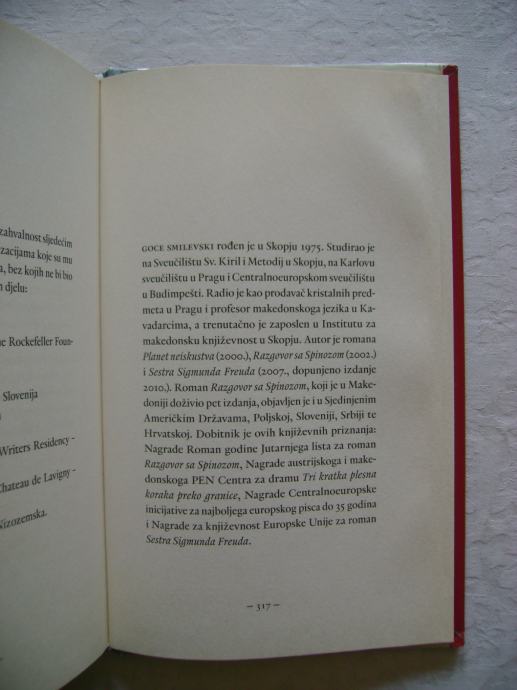 zahvalnost sljedećim
zacijama koje su mu
a, bez kojih ne bi bio
n djelu:
ne Rockefeller Foun-
Slovenija
Writers Residency –
Chateau de Lavigny –
Nizozemska.
GOCE SMILEVSKI rođen je u Skopju 1975. Studirao je
na Sveučilištu Sv. Kiril i Metodij u Skopju, na Karlovu
sveučilištu u Pragu i Centralnoeuropskom sveučilištu
u Budimpešti. Radio je kao prodavač kristalnih pred-
meta u Pragu i profesor makedonskoga jezika u Ka-
vadarcima, a trenutačno je zaposlen u Institutu za
makedonsku književnost u Skopju. Autor je romana
Planet neiskustva (2000.), Razgovor sa Spinozom (2002.)
i Sestra Sigmunda Freuda (2007., dopunjeno izdanje
2010.). Roman Razgovor sa Spinozom, koji je u Make-
doniji doživio pet izdanja, objavljen je i u Sjedinjenim
Američkim Državama, Poljskoj, Sloveniji, Srbiji te
Hrvatskoj. Dobitnik je ovih književnih priznanja:
Nagrade Roman godine Jutarnjeg lista za roman
Razgovor sa Spinozom, Nagrade austrijskoga i make-
donskoga PEN Centra za dramu Tri kratka plesna
koraka preko granice, Nagrade Centralnoeuropske
inicijative za najboljega europskog pisca do 35 godina
i Nagrade za književnost Europske Unije za roman
Sestra Sigmunda Freuda.
– 317 –